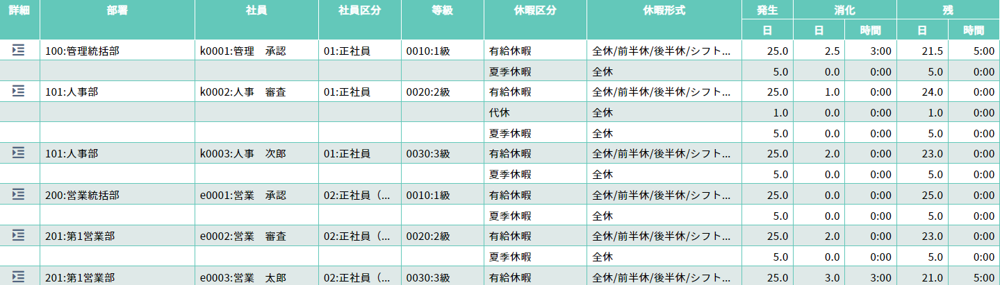 詳細 部署 社員 社員区分 等級 休暇区分 休暇形式 発生 消化 残
日 日 時間 日 時間
100:管理統括部 k0001:管理　承認 01:正社員 0010:1級 有給休暇 全休/前半休/後半休/シフト... 25.0 2.5 3:00 21.5 5:00
夏季休暇 全休 5.0 0.0 0:00 5.0 0:00
101:人事部 k0002:人事　審査 01:正社員 0020:2級 有給休暇 全休/前半休/後半休/シフト... 25.0 1.0 0:00 24.0 0:00
代休 全休 1.0 0.0 0:00 1.0 0:00
夏季休暇 全休 5.0 0.0 0:00 5.0 0:00
101:人事部 k0003:人事　次郎 01:正社員 0030:3級 有給休暇 全休/前半休/後半休/シフト... 25.0 2.0 0:00 23.0 0:00
夏季休暇 全休 5.0 0.0 0:00 5.0 0:00
200:営業統括部 e0001:営業　承認 02:正社員（... 0010:1級 有給休暇 全休/前半休/後半休/シフト... 25.0 0.0 0:00 25.0 0:00
夏季休暇 全休 5.0 0.0 0:00 5.0 0:00
201:第1営業部 e0002:営業　審査 02:正社員（... 0020:2級 有給休暇 全休/前半休/後半休/シフト... 25.0 2.0 0:00 23.0 0:00
夏季休暇 全休 5.0 0.0 0:00 5.0 0:00
201:第1営業部 e0003:営業　太郎 02:正社員（... 0030:3級 有給休暇 全休/前半休/後半休/シフト... 25.0 3.0 3:00 21.0 5:00